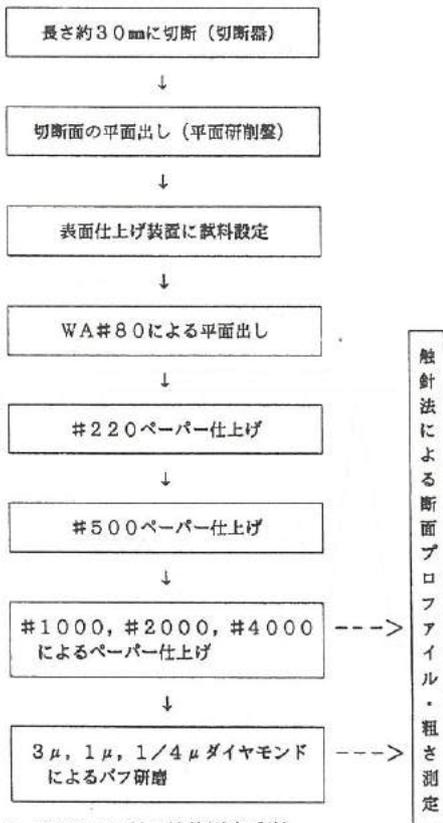 長さ約30㎜に切断(切断器)
↓
切断面の平面出し(平面研削盤)
↓
表面仕上げ装置に試料設定
↓
WA#80による平面出し
↓
#220ペーパー仕上げ
↓
#500ペーパー仕上げ
↓
#1000,#2000,#4000
によるペーパー仕上げ
--->
↓
3μ,1μ,1/4μダイヤモンド
によるバフ研磨
--->
触針法による断面プロファイル・粗さ測定